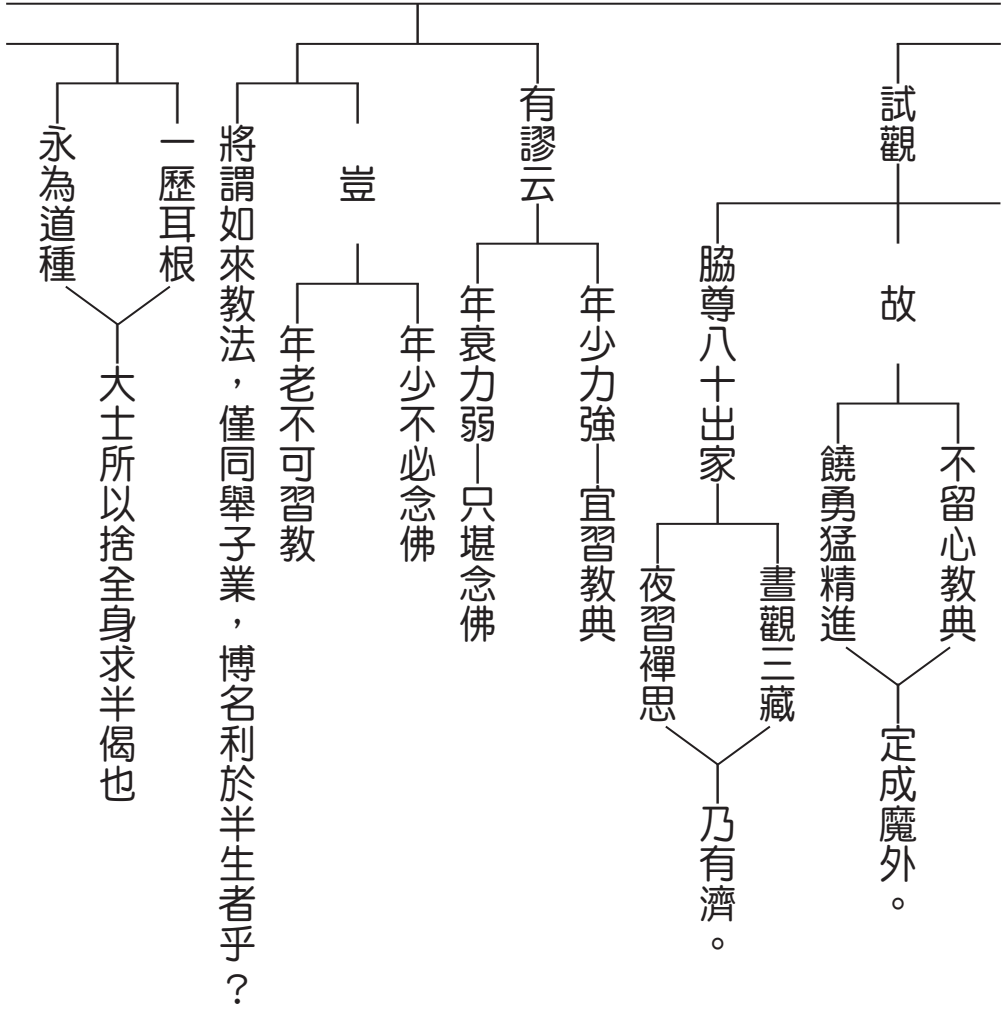 試觀
故
不留心教典
饒勇猛精進
定成魔外。
脇尊八十出家
晝觀三藏
夜習禪思
乃有濟。
有謬云
年少力強—宜習教典
年衰力弱—只堪念佛
豈
年少不必念佛
年老不可習教
將謂如來教法，僅同舉子業，博名利於半生者乎？
一歷耳根
永為道種
大士所以捨全身求半偈也